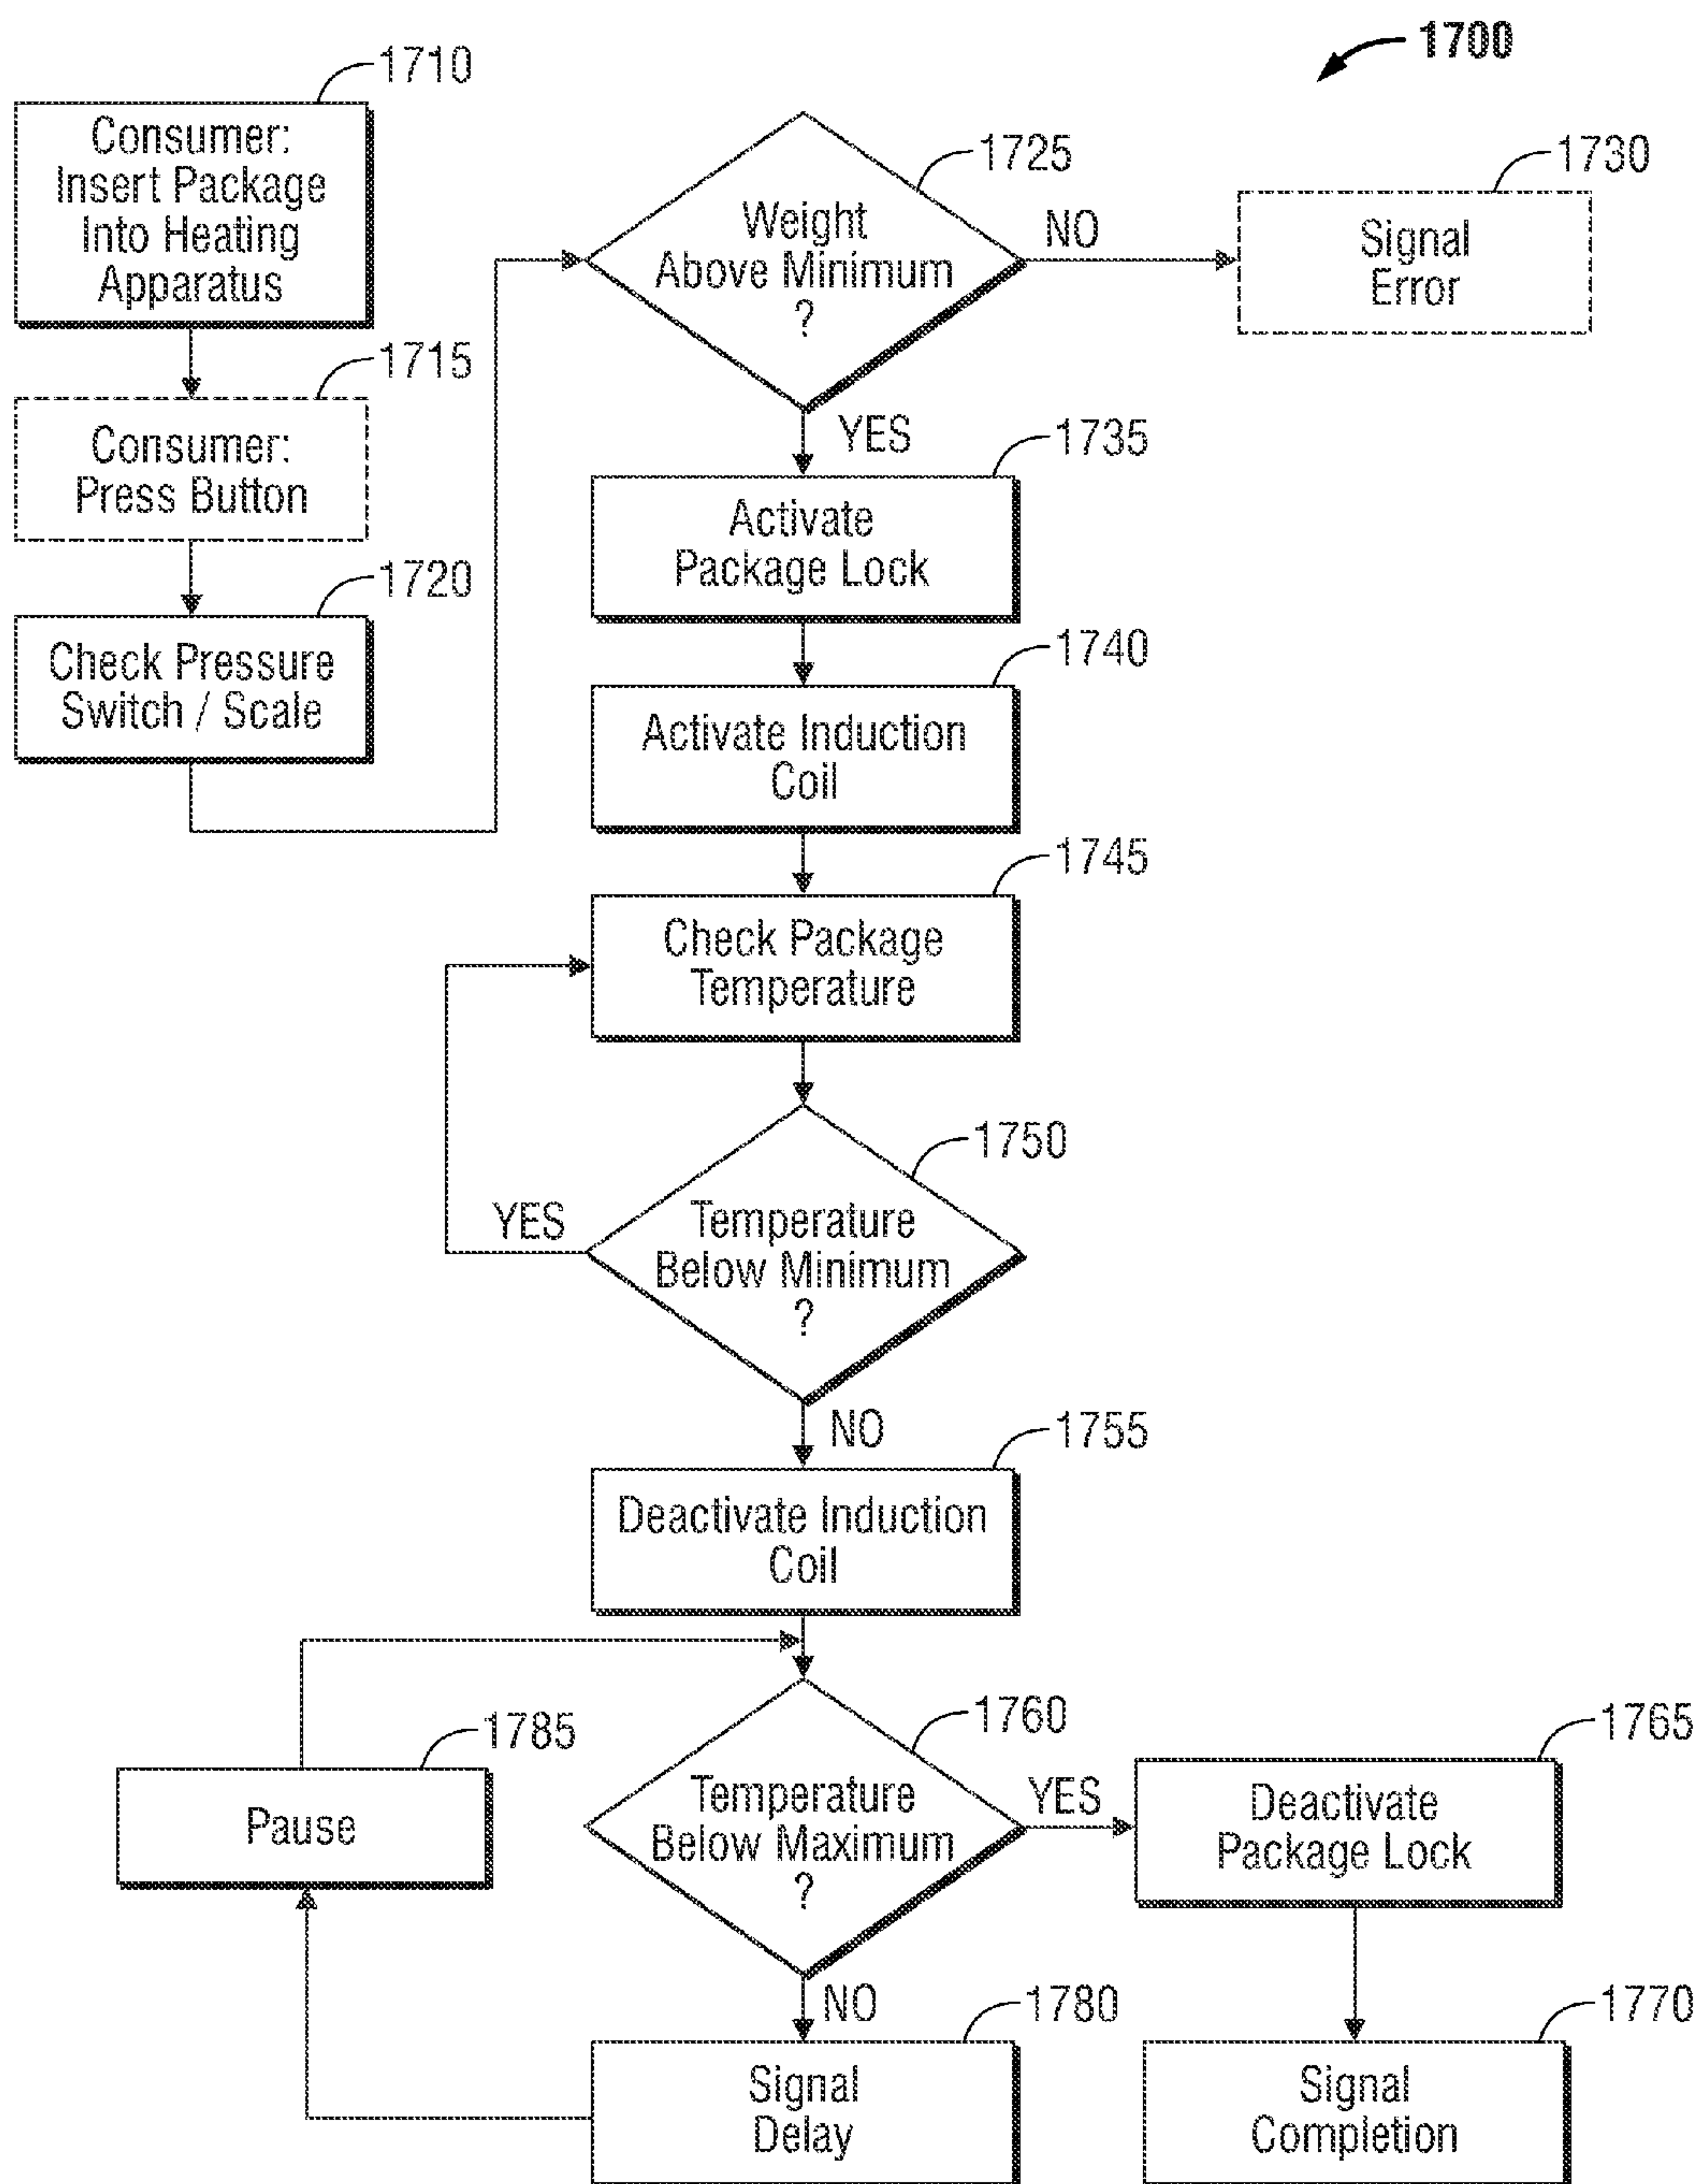 1700
1710
Consumer:
Insert Package
Into Heating
Apparatus
1715
Consumer:
Press Button
1720
Check Pressure
Switch / Scale
1725
Weight
Above Minimum
?
NO
1730
Signal
Error
YES
1735
Activate
Package Lock
1740
Activate Induction
Coil
1745
Check Package
Temperature
1750
Temperature
Below Minimum
?
YES
NO
1755
Deactivate Induction
Coil
1760
Temperature
Below Maximum
?
YES
1765
Deactivate
Package Lock
1770
Signal
Completion
NO
1780
Signal
Delay
1785
Pause